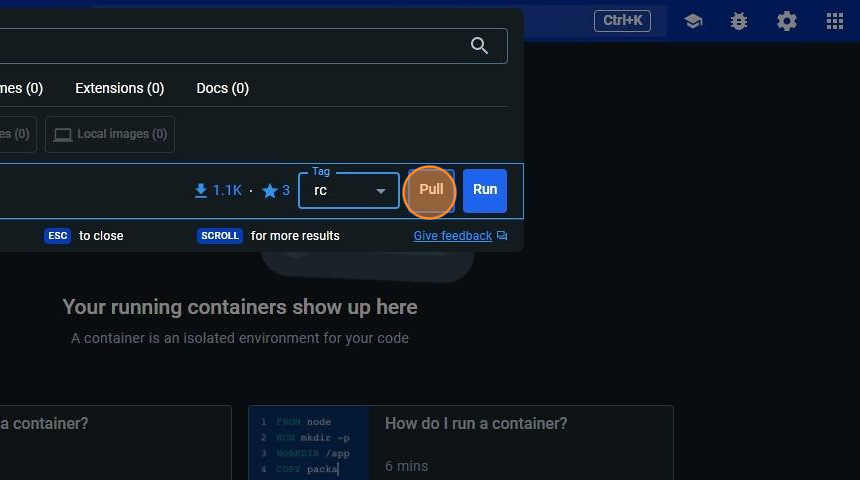 Ctrl+K
mes (0) Extensions (0) Docs (0)
es (0) Local images (0)
Tag
1.1K · 3 rc Pull Run
ESC to close SCROLL for more results Give feedback
Your running containers show up here
A container is an isolated environment for your code
a container?
1 FROM node
2 RUN mkdir -p
3 WORKDIR /app
4 COPY packa
How do I run a container?
6 mins